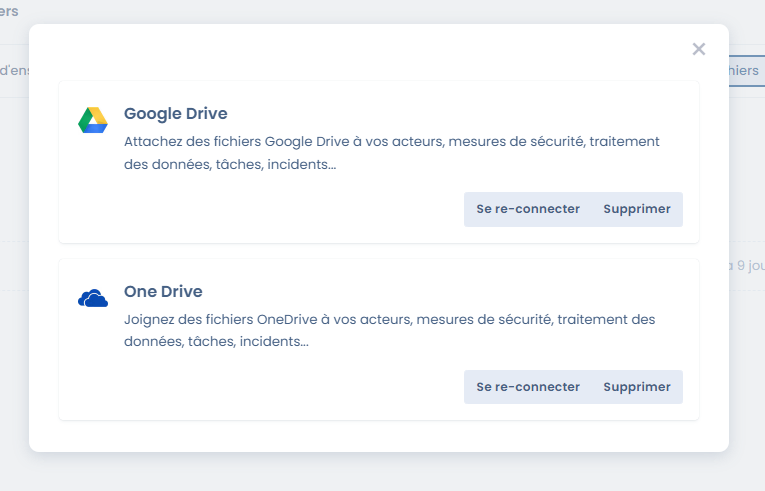 ers
d'ens
hiers
Google Drive
Attachez des fichiers Google Drive à vos acteurs, mesures de sécurité, traitement
des données, tâches, incidents...
Se re-connecter Supprimer
One Drive
a 9 jou
Joignez des fichiers OneDrive à vos acteurs, mesures de sécurité, traitement des
données, tâches, incidents...
Se re-connecter Supprimer